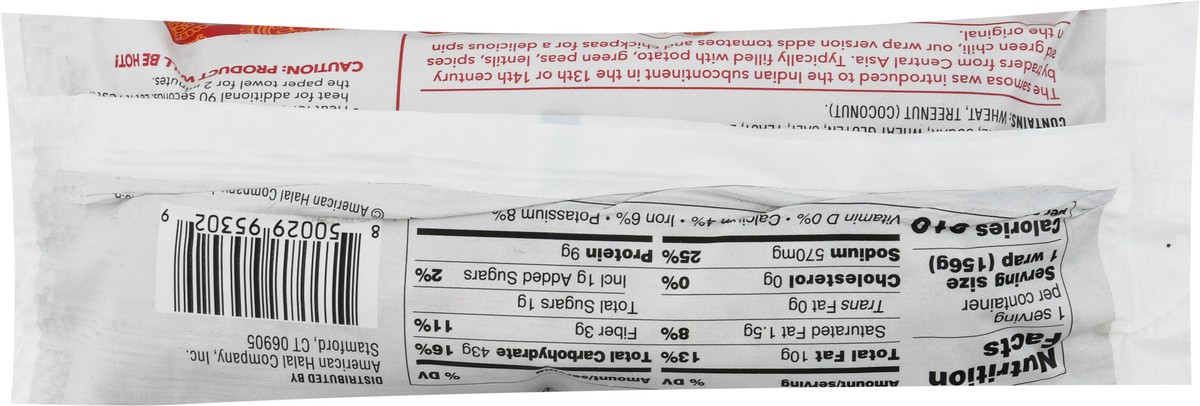 Nutrition
Facts
1 serving
per container
Serving size
1 wrap (156g)
Calories
Amount/serving % DV
Total Fat 10g 13%
Saturated Fat 1.5g 8%
Trans Fat 0g
Cholesterol 0g 0%
Sodium 570mg 25%
% DV
Total Carbohydrate 43g 16%
Fiber 3g 11%
Total Sugars 1g
Incl 1g Added Sugars 2%
Protein 9g
Vitamin D 0% • Calcium 4% • Iron 6% • Potassium 8%
DISTRIBUTED BY
American Halal Company, Inc.
Stamford, CT 06905
8 50029 95302 9
© American Halal Company
CONTAINS: WHEAT, TREENUT (COCONUT).
The samosa was introduced to the Indian subcontinent in the 13th or 14th century
by traders from Central Asia. Typically filled with potato, green peas, lentils, spices
green chili, our wrap version adds tomatoes and chickpeas for a delicious spin
the original.
heat for additional 90 seconds.
the paper towel for 2 minutes.
CAUTION: PRODUCT WILL BE HOT!